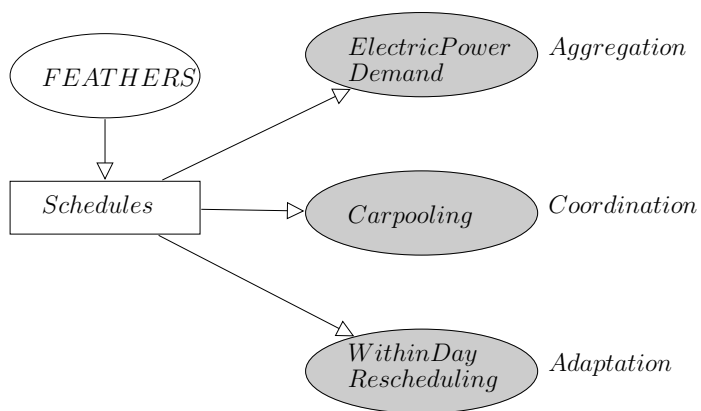 FEATHERS
Schedules
ElectricPower
Demand
Aggregation
Carpooling
Coordination
WithinDay
Rescheduling
Adaptation